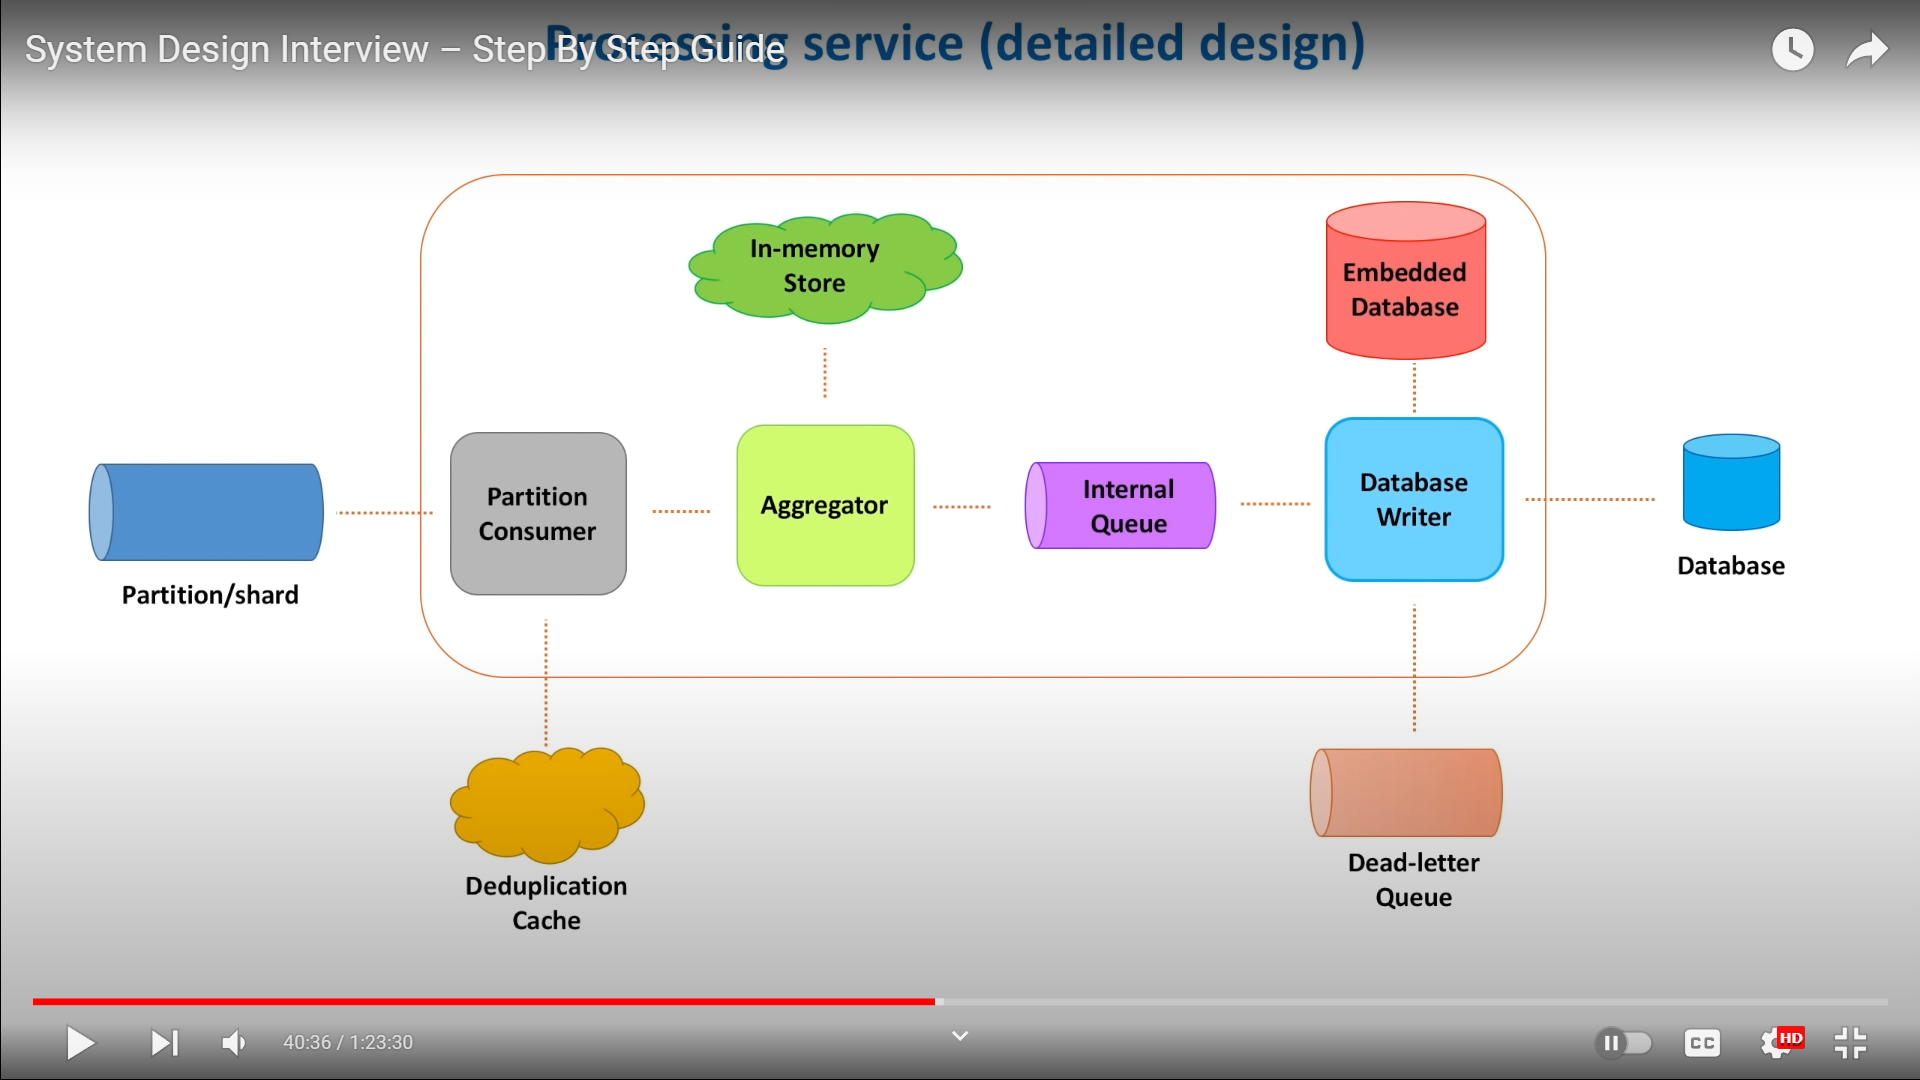 System Design Interview – Step By Step Guide
Processing service (detailed design)
In-memory
Store
Embedded
Database
Partition
Consumer
Aggregator
Internal
Queue
Database
Writer
Partition/shard
Database
Deduplication
Cache
Dead-letter
Queue
40:36 / 1:23:30
CC
HD